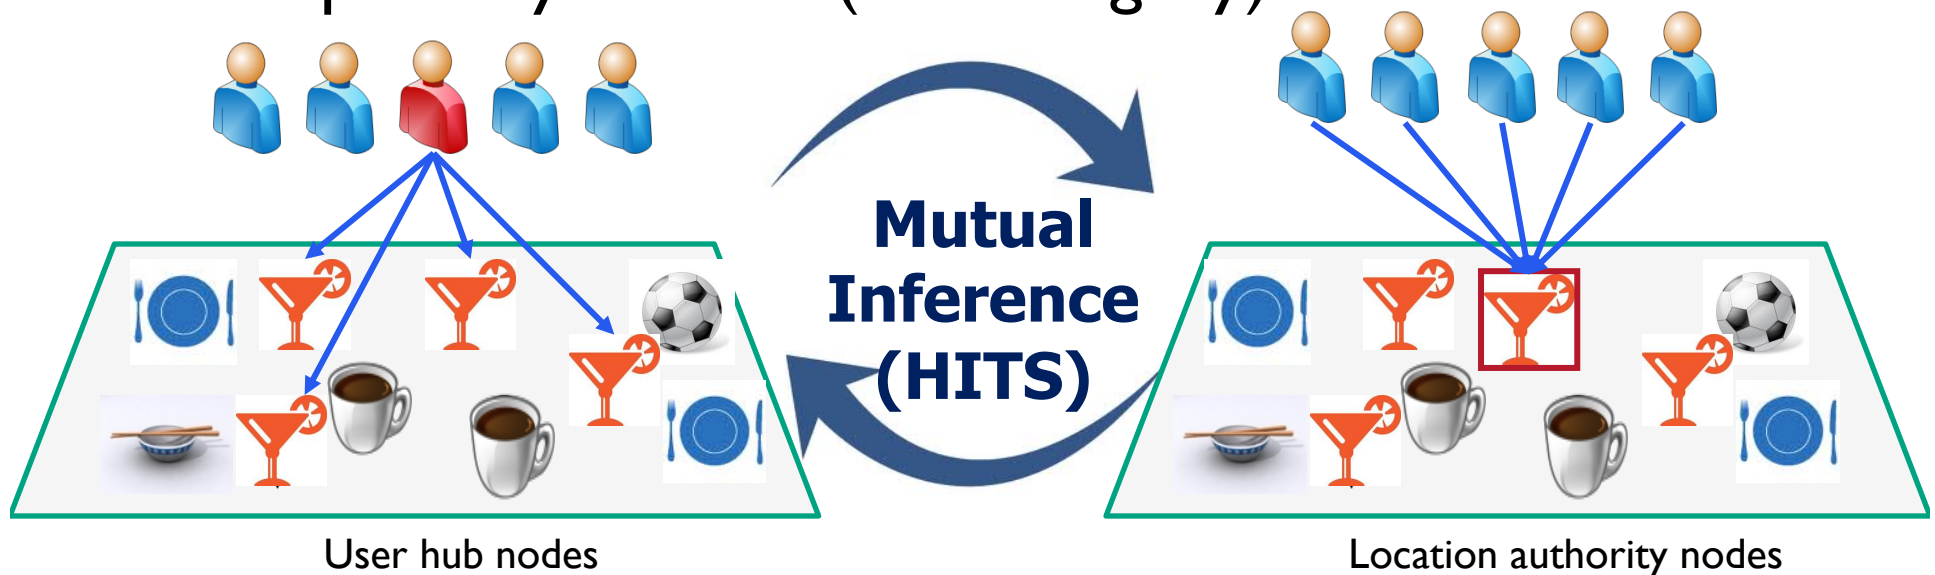 Mutual
Inference
(HITS)
User hub nodes
Location authority nodes